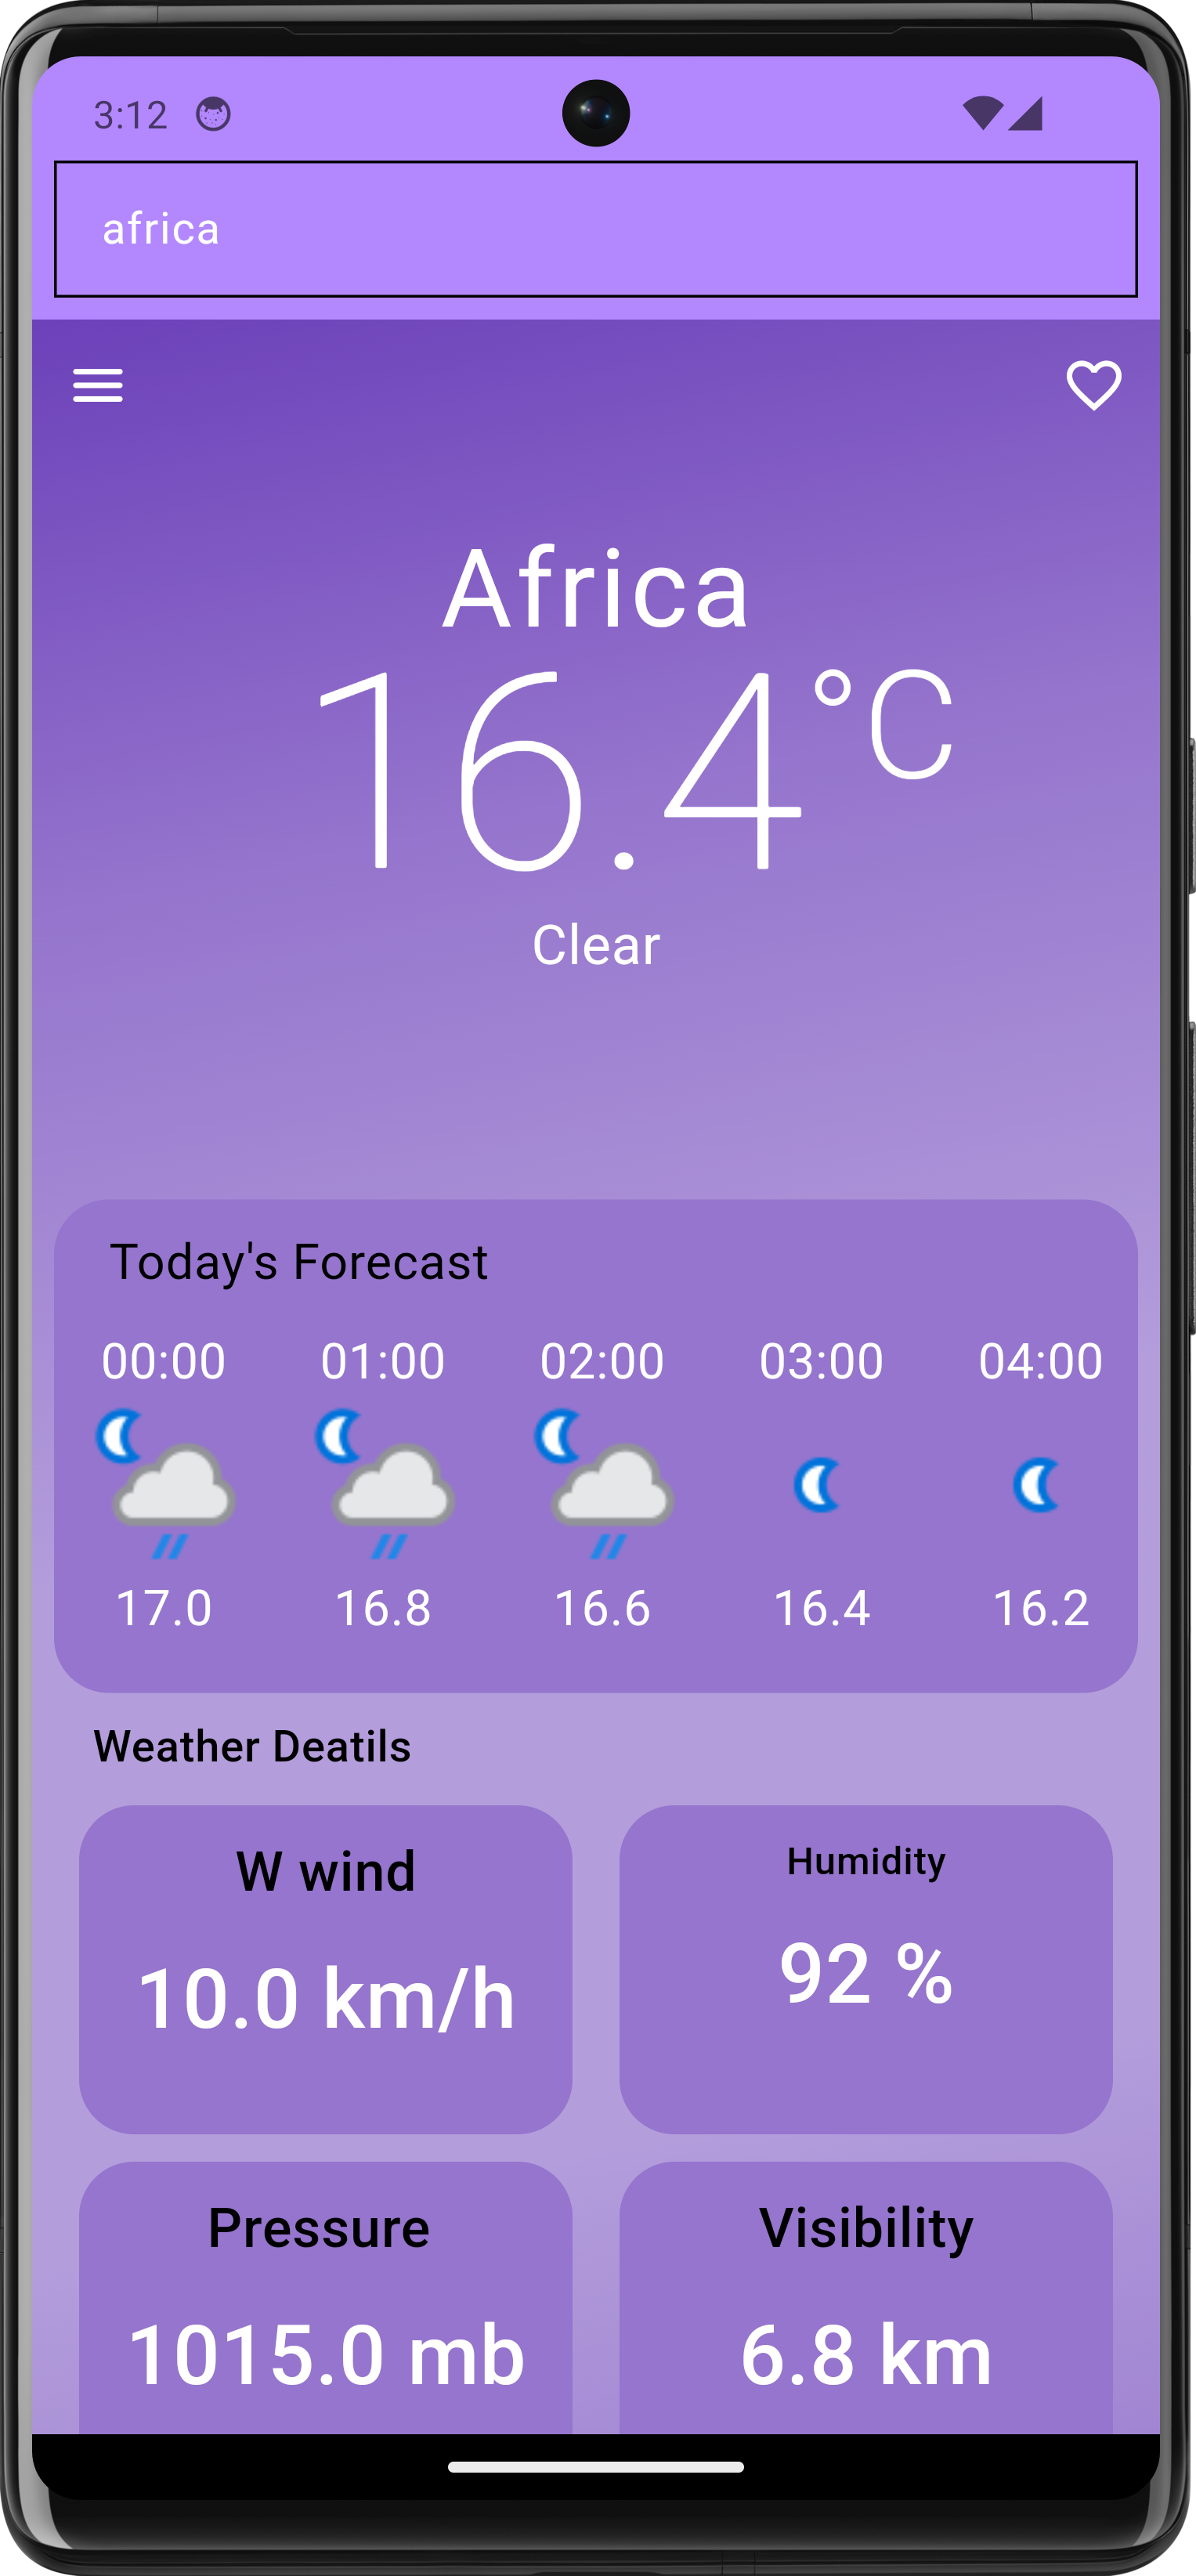 3:12
africa
Africa
16.4°C
Clear
Today's Forecast
00:00 01:00 02:00 03:00 04:00
17.0 16.8 16.6 16.4 16.2
Weather Deatils
W wind Humidity
10.0 km/h 92 %
Pressure Visibility
1015.0 mb 6.8 km